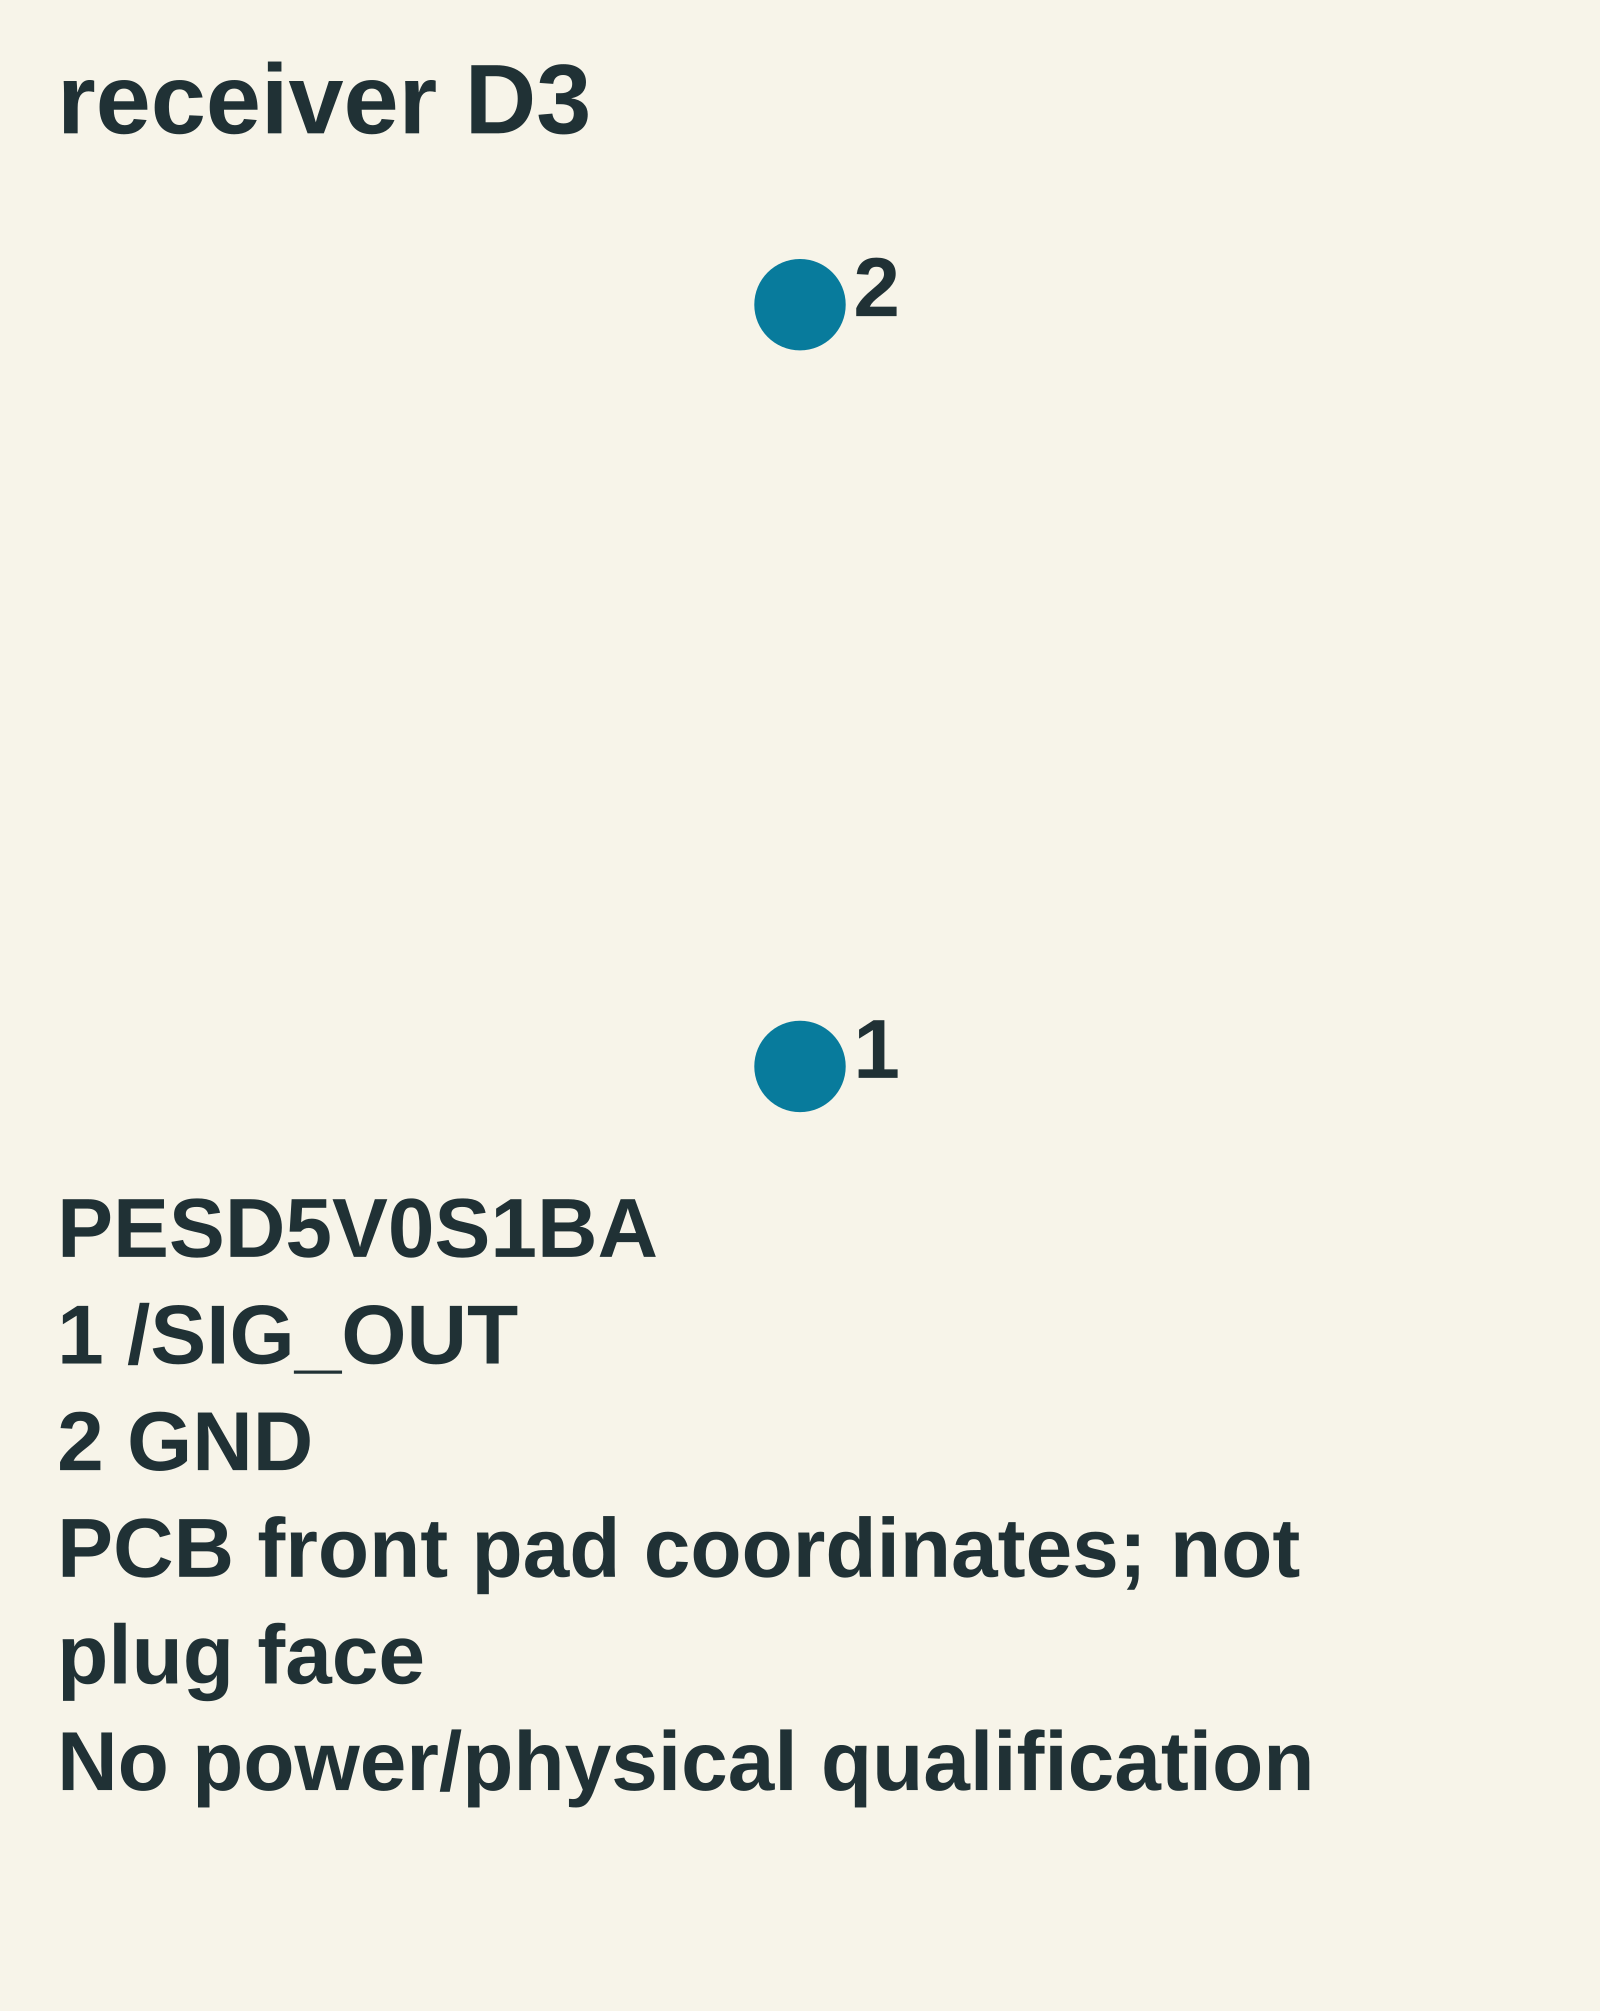 receiver D3
2
1
PESD5V0S1BA
1 /SIG_OUT
2 GND
PCB front pad coordinates; not
plug face
No power/physical qualification